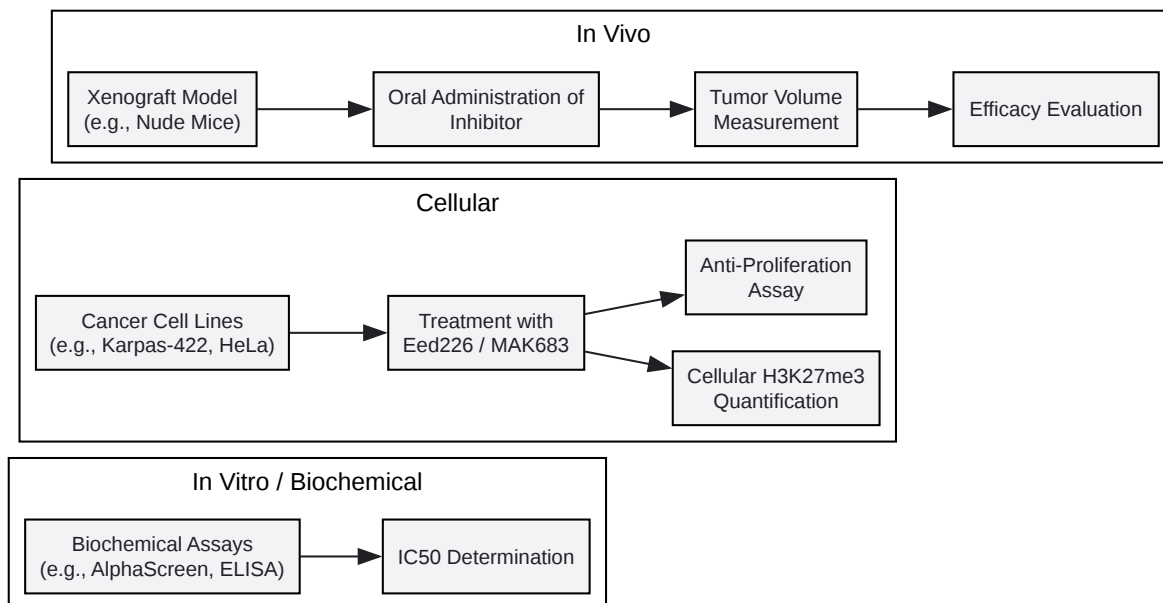 In Vivo
Xenograft Model
(e.g., Nude Mice)
Oral Administration of
Inhibitor
Tumor Volume
Measurement
Efficacy Evaluation
Cellular
Cancer Cell Lines
(e.g., Karpas-422, HeLa)
Treatment with
Eed226 / MAK683
Anti-Proliferation
Assay
Cellular H3K27me3
Quantification
In Vitro / Biochemical
Biochemical Assays
(e.g., AlphaScreen, ELISA)
IC50 Determination